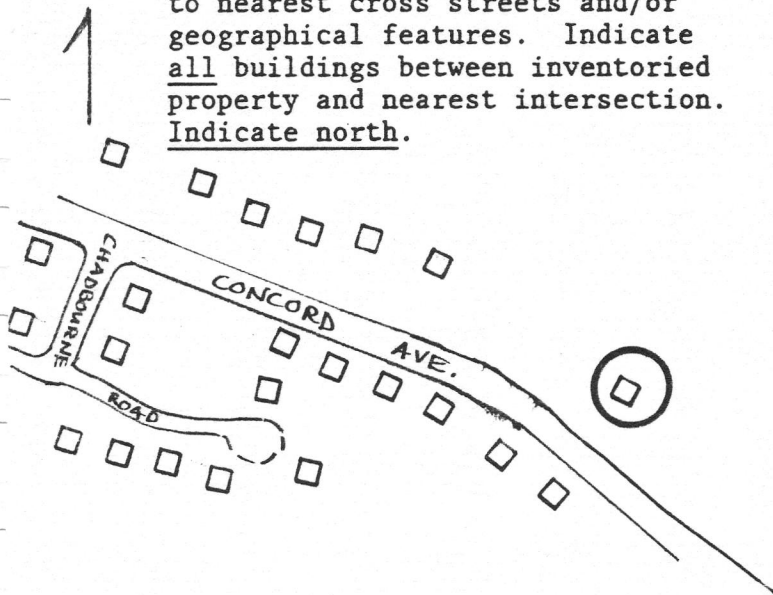 to nearest cross streets and/or
geographical features. Indicate
all buildings between inventoried
property and nearest intersection.
Indicate north.
CHADBOURNE
CONCORD AVE.
ROAD